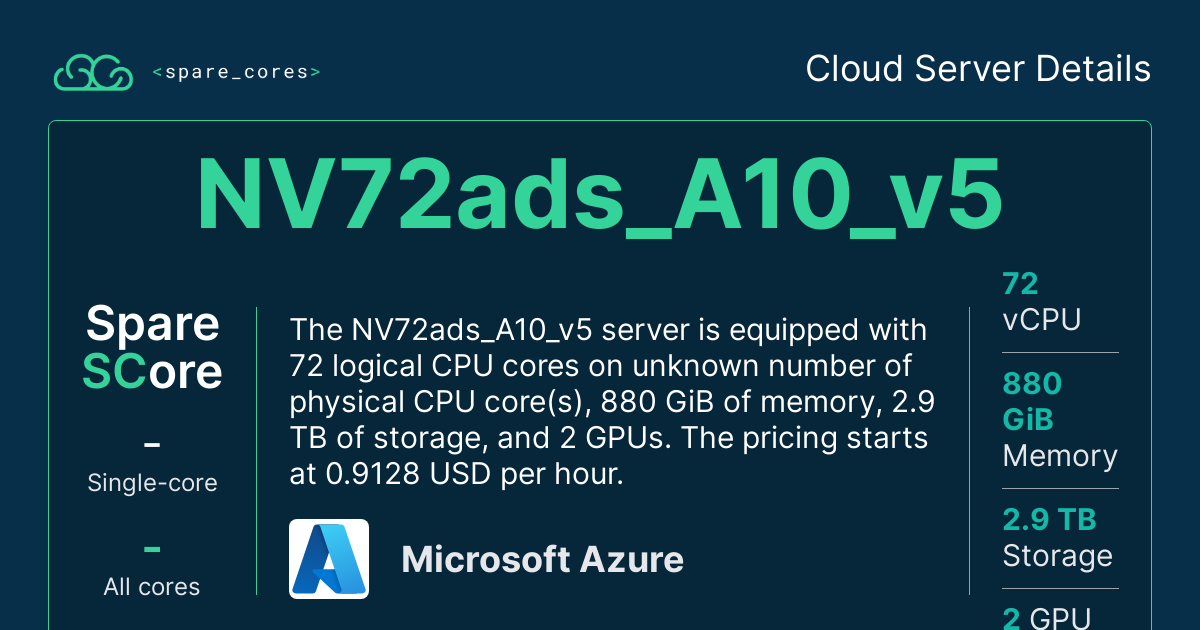 <spare_cores>
Cloud Server Details
NV72ads_A10_v5
Spare
SCore
-
Single-core
-
All cores
The NV72ads_A10_v5 server is equipped with
72 logical CPU cores on unknown number of
physical CPU core(s), 880 GiB of memory, 2.9
TB of storage, and 2 GPUs. The pricing starts
at 0.9128 USD per hour.
Microsoft Azure
72
vCPU
880
GiB
Memory
2.9 TB
Storage
2 GPU